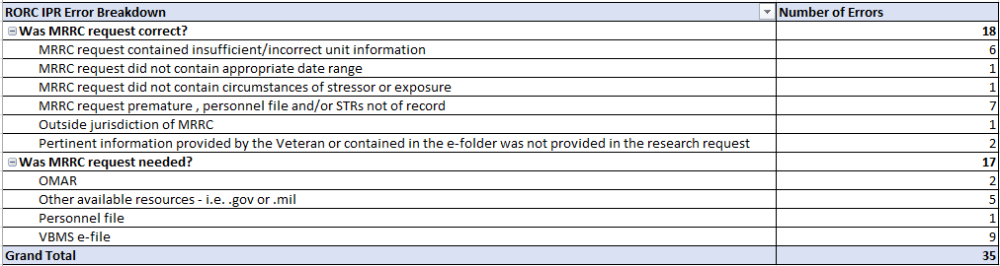 RORC IPR Error Breakdown Number of Errors
Was MRRC request correct? 18
MRRC request contained insufficient/incorrect unit information 6
MRRC request did not contain appropriate date range 1
MRRC request did not contain circumstances of stressor or exposure 1
MRRC request premature , personnel file and/or STRs not of record 7
Outside jurisdiction of MRRC 1
Pertinent information provided by the Veteran or contained in the e-folder was not provided in the research request 2
Was MRRC request needed? 17
OMAR 2
Other available resources - i.e. .gov or .mil 5
Personnel file 1
VBMS e-file 9
Grand Total 35